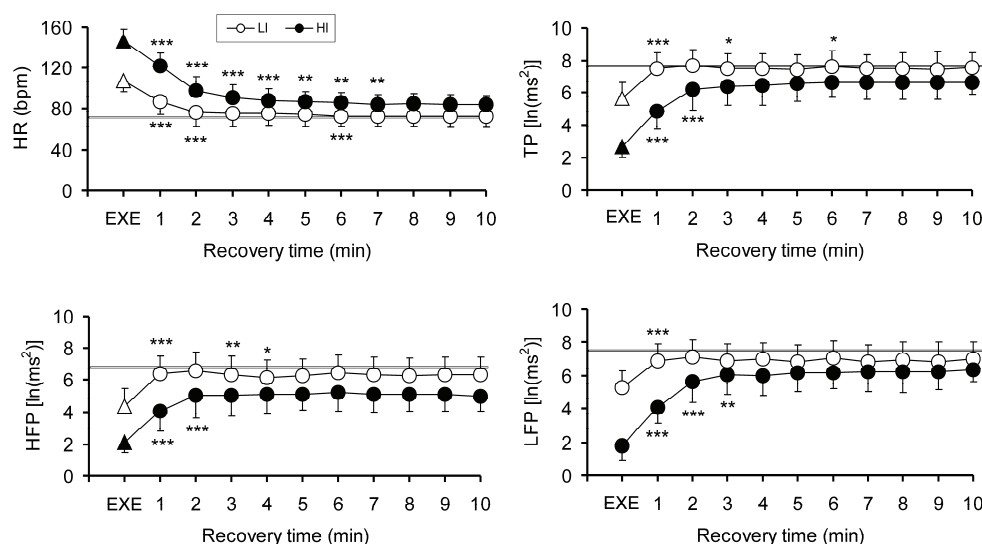 LI HI
HR (bpm)
160
120
80
40
0
*** *** *** *** ** ** **
*** *** ***
EXE 1 2 3 4 5 6 7 8 9 10
Recovery time (min)
TP [ln(ms²)]
10
8
6
4
2
0
*** * *
*** ***
EXE 1 2 3 4 5 6 7 8 9 10
Recovery time (min)
HFP [ln(ms²)]
10
8
6
4
2
0
*** ** *
*** ***
EXE 1 2 3 4 5 6 7 8 9 10
Recovery time (min)
LFP [ln(ms²)]
10
8
6
4
2
0
***
*** *** **
EXE 1 2 3 4 5 6 7 8 9 10
Recovery time (min)